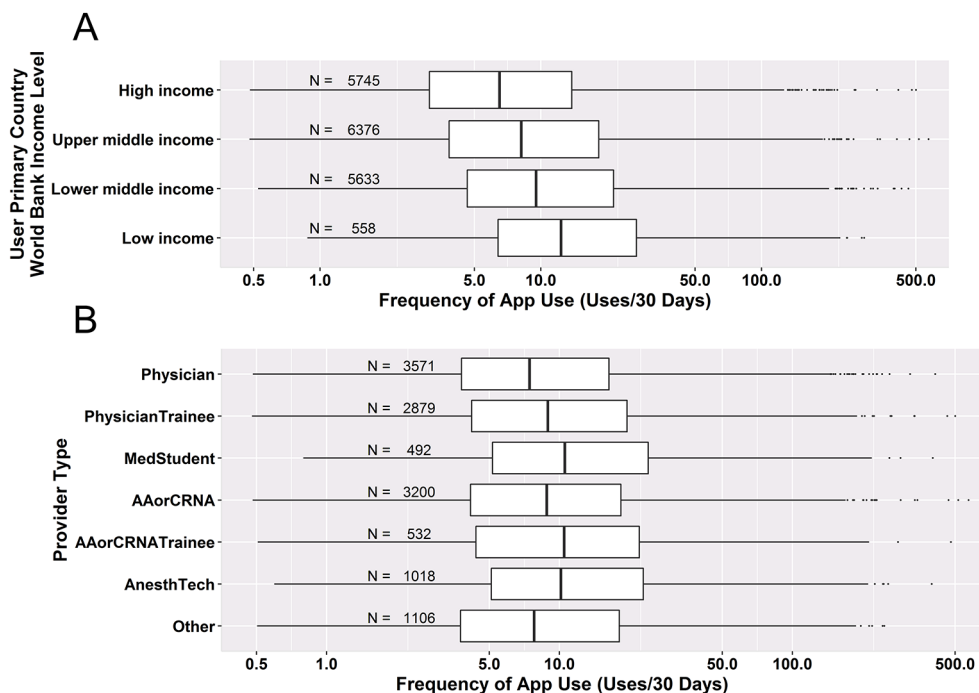 A
User Primary Country
World Bank Income Level
High income
N = 5745
Upper middle income
N = 6376
Lower middle income
N = 5633
Low income
N = 558
0.5 1.0 5.0 10.0 50.0 100.0 500.0
Frequency of App Use (Uses/30 Days)
B
Provider Type
Physician
N = 3571
PhysicianTrainee
N = 2879
MedStudent
N = 492
AAorCRNA
N = 3200
AAorCRNATrainee
N = 532
AnesthTech
N = 1018
Other
N = 1106
0.5 1.0 5.0 10.0 50.0 100.0 500.0
Frequency of App Use (Uses/30 Days)